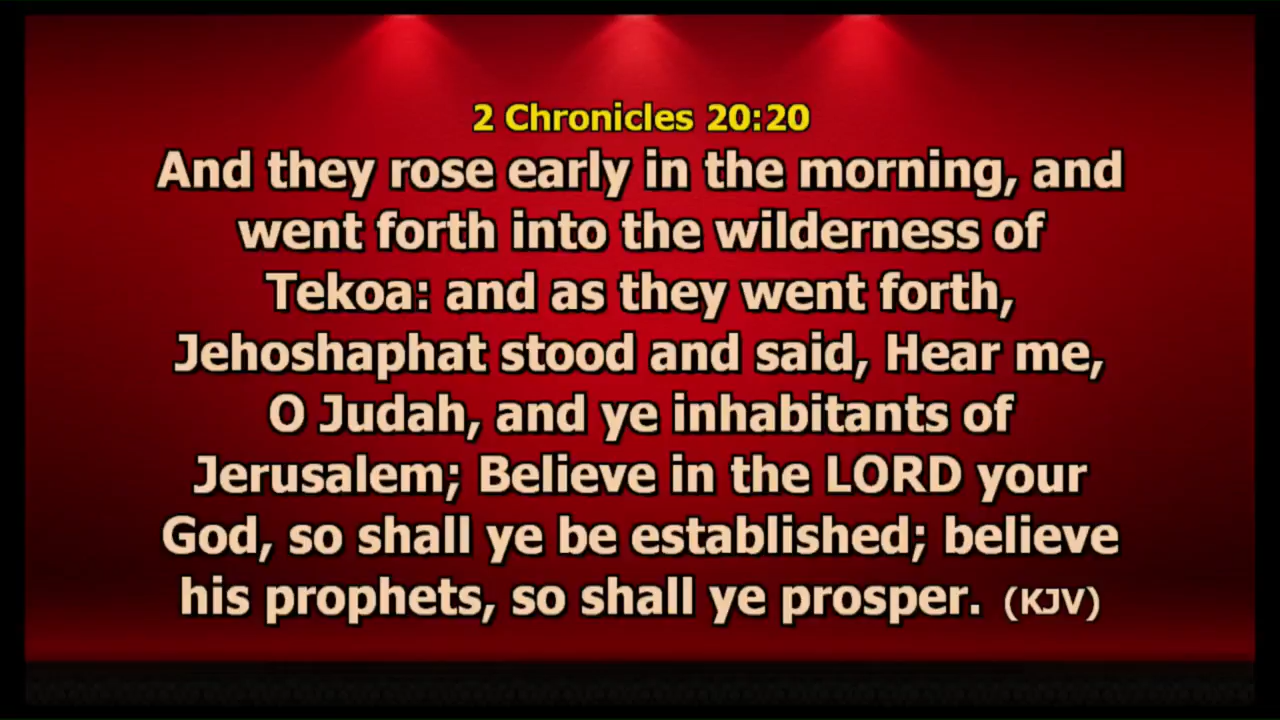 2 Chronicles 20:20
And they rose early in the morning, and
went forth into the wilderness of
Tekoa: and as they went forth,
Jehoshaphat stood and said, Hear me,
O Judah, and ye inhabitants of
Jerusalem; Believe in the LORD your
God, so shall ye be established; believe
his prophets, so shall ye prosper. (KJV)